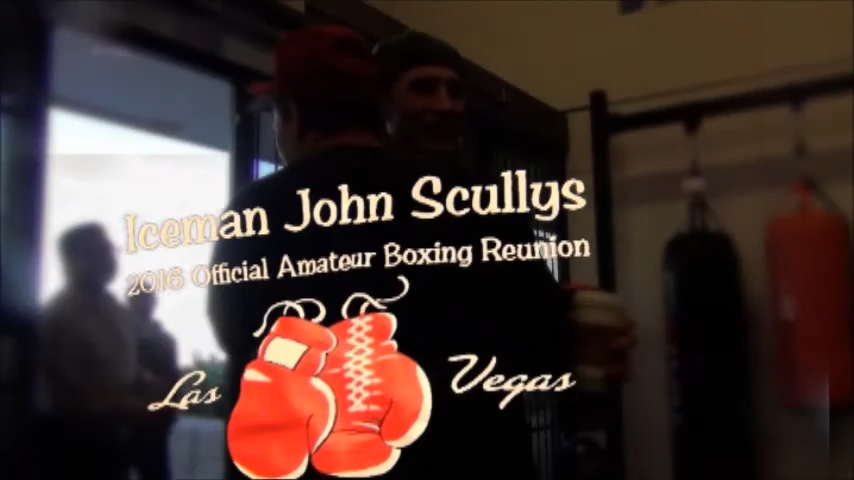 Iceman John Scullys
2016 Official Amateur Boxing Reunion
Las Vegas